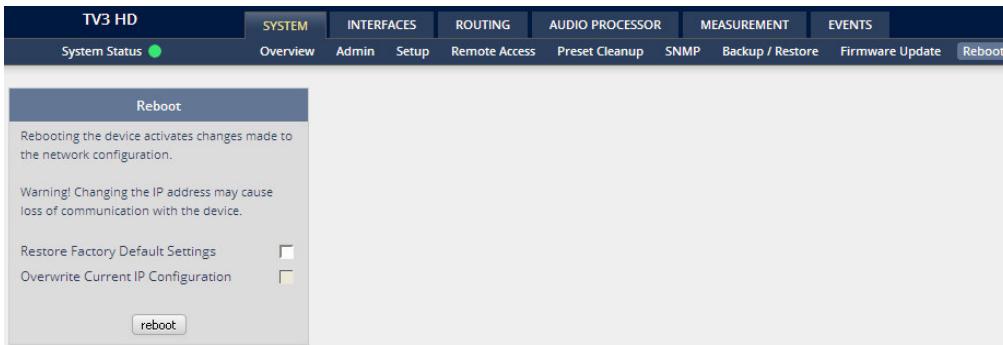 TV3 HD SYSTEM INTERFACES ROUTING AUDIO PROCESSOR MEASUREMENT EVENTS
System Status Overview Admin Setup Remote Access Preset Cleanup SNMP Backup / Restore Firmware Update Reboot
Reboot
Rebooting the device activates changes made to
the network configuration.
Warning! Changing the IP address may cause
loss of communication with the device.
Restore Factory Default Settings
Overwrite Current IP Configuration
reboot